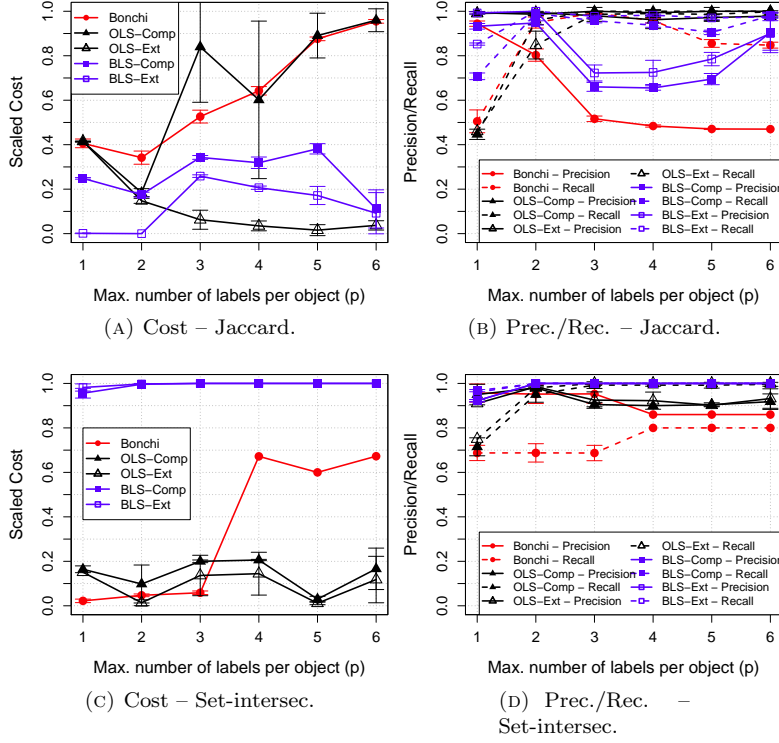 Scaled Cost
0.0 0.2 0.4 0.6 0.8 1.0
Bonchi
OLS−Comp
OLS−Ext
BLS−Comp
BLS−Ext
1 2 3 4 5 6
Max. number of labels per object (p)
(A) Cost – Jaccard.
Precision/Recall
0.0 0.2 0.4 0.6 0.8 1.0
Bonchi − Precision
Bonchi − Recall
OLS−Comp − Precision
OLS−Comp − Recall
OLS−Ext − Precision
OLS−Ext − Recall
BLS−Comp − Precision
BLS−Comp − Recall
BLS−Ext − Precision
BLS−Ext − Recall
1 2 3 4 5 6
Max. number of labels per object (p)
(B) Prec./Rec. – Jaccard.
Scaled Cost
0.0 0.2 0.4 0.6 0.8 1.0
Bonchi
OLS−Comp
OLS−Ext
BLS−Comp
BLS−Ext
1 2 3 4 5 6
Max. number of labels per object (p)
(C) Cost – Set-intersec.
Precision/Recall
0.0 0.2 0.4 0.6 0.8 1.0
Bonchi − Precision
Bonchi − Recall
OLS−Comp − Precision
OLS−Comp − Recall
OLS−Ext − Precision
OLS−Ext − Recall
BLS−Comp − Precision
BLS−Comp − Recall
BLS−Ext − Precision
BLS−Ext − Recall
1 2 3 4 5 6
Max. number of labels per object (p)
(D) Prec./Rec. –
Set-intersec.